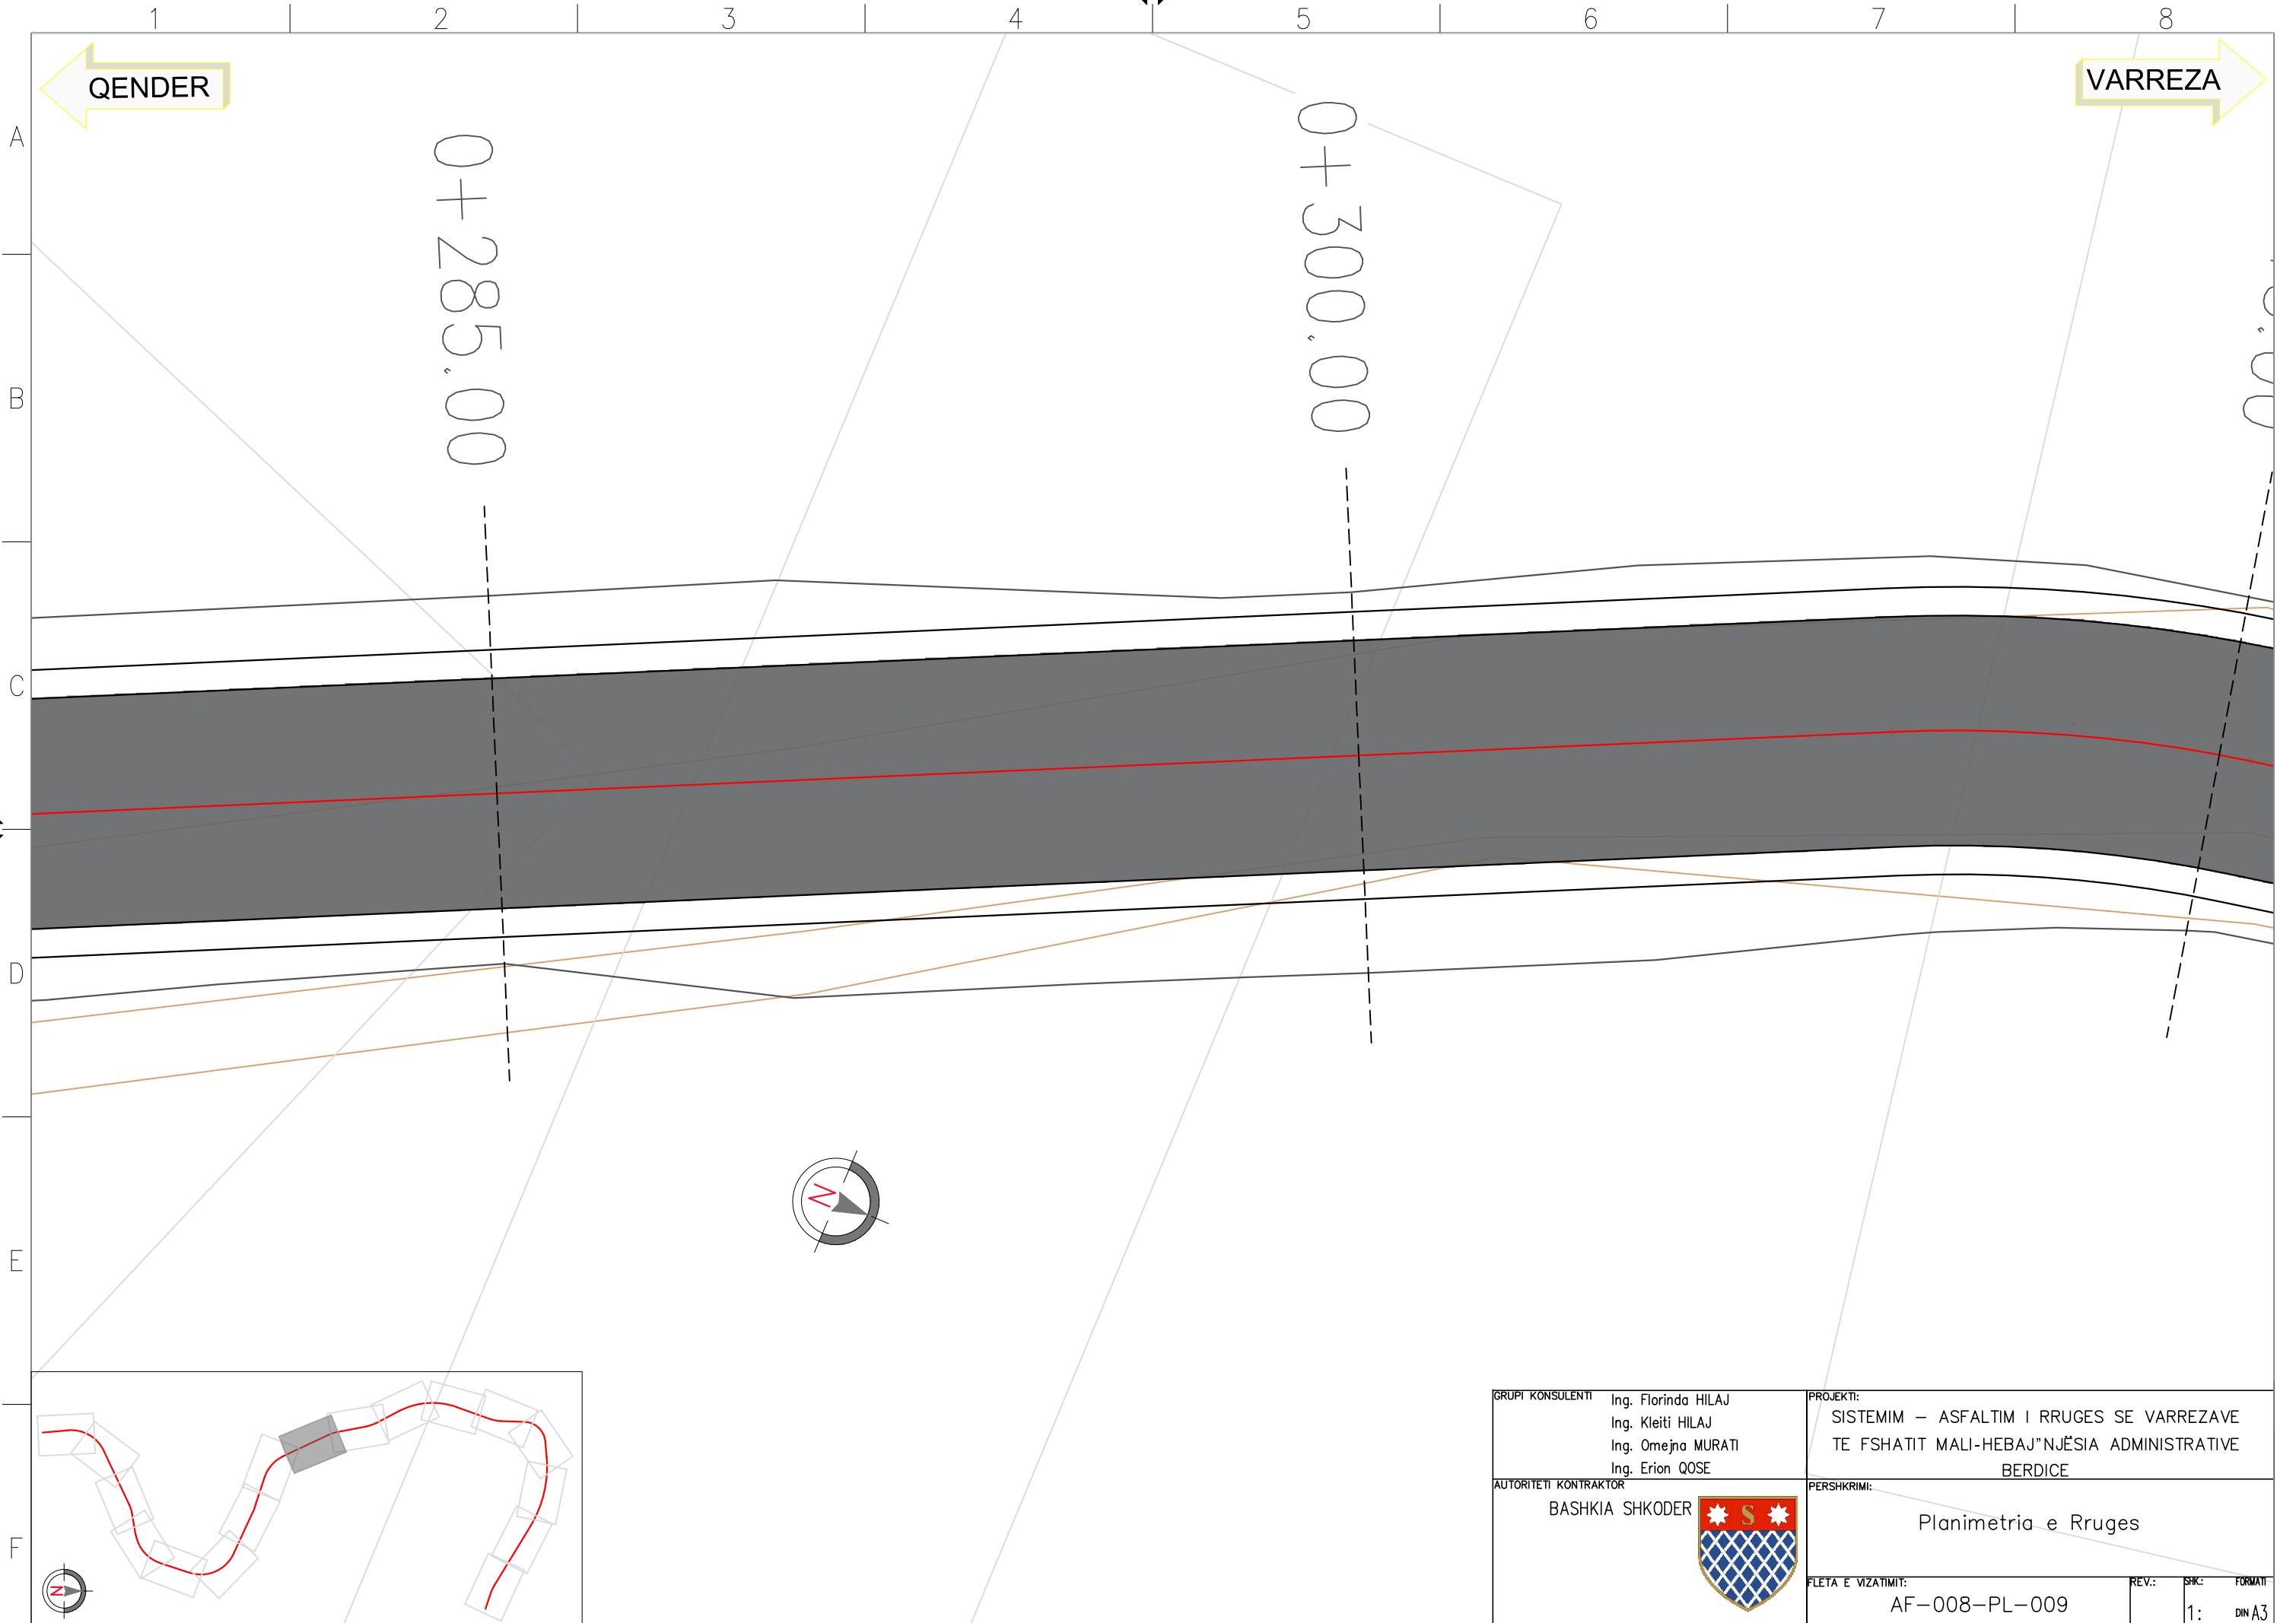 1 2 3 4 5 6 7 8
QENDER
VARREZA
A
B
C
D
E
F
0+285.00
0+300.00
N
N
GRUPI KONSULENTI
Ing. Florinda HILAJ
Ing. Kleiti HILAJ
Ing. Omejna MURATI
Ing. Erion QOSE
PROJEKTI:
SISTEMIM – ASFALTIM I RRUGES SE VARREZAVE
TE FSHATIT MALI-HEBAJ"NJËSIA ADMINISTRATIVE
BERDICE
AUTORITETI KONTRAKTOR
BASHKIA SHKODER
S
PERSHKRIMI:
Planimetria e Rruges
FLETA E VIZATIMIT:
AF-008-PL-009
REV.:
SHK.:
1:
FORMATI
DIN A3